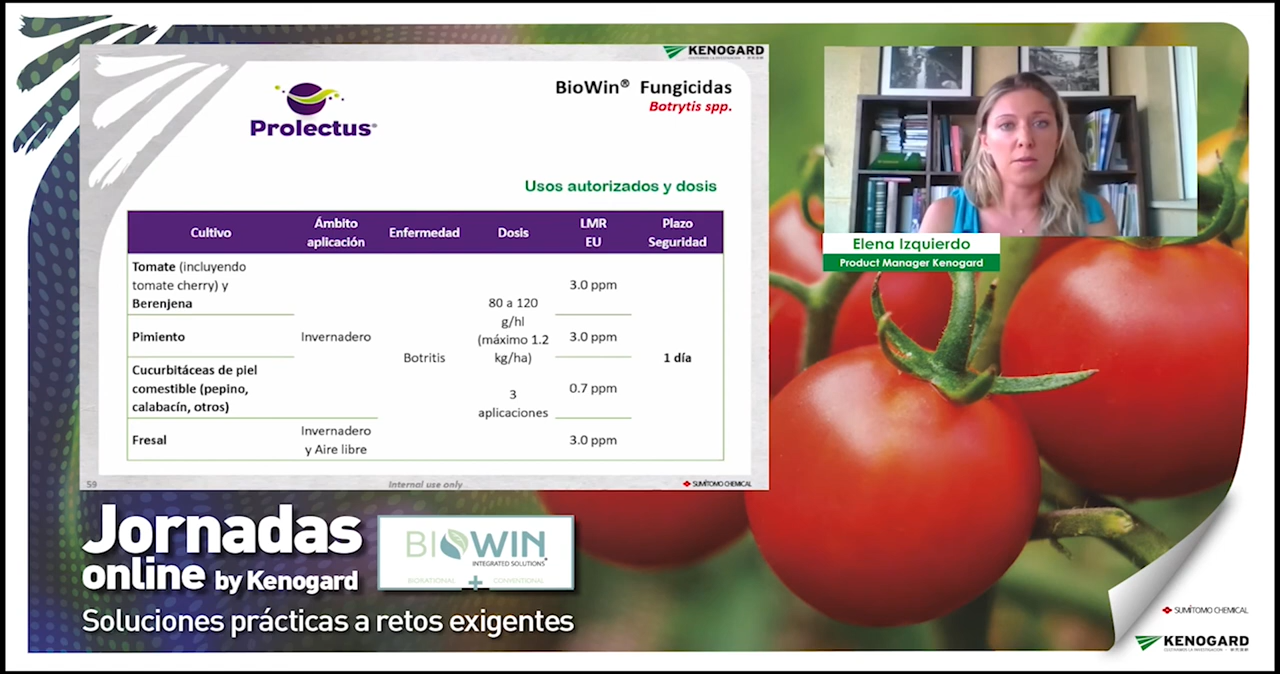 KENOGARD
Prolectus®
BioWin® Fungicidas
Botrytis spp.
Usos autorizados y dosis
Cultivo
Ámbito
aplicación
Enfermedad
Dosis
LMR
EU
Plazo
Seguridad
Tomate (incluyendo
tomate cherry) y
Berenjena
Pimiento
Cucurbitáceas de piel
comestible (pepino,
calabacín, otros)
Fresal
Invernadero
Invernadero
y Aire libre
Botritis
80 a 120
g/hl
(máximo 1.2
kg/ha)
3
aplicaciones
3.0 ppm
3.0 ppm
0.7 ppm
3.0 ppm
1 día
59
Internal use only
SUMITOMO CHEMICAL
Elena Izquierdo
Product Manager Kenogard
Jornadas
online by Kenogard
BIOWIN
INTEGRATED SOLUTIONS
BIORATIONAL + CONVENTIONAL
Soluciones prácticas a retos exigentes
SUMITOMO CHEMICAL
KENOGARD